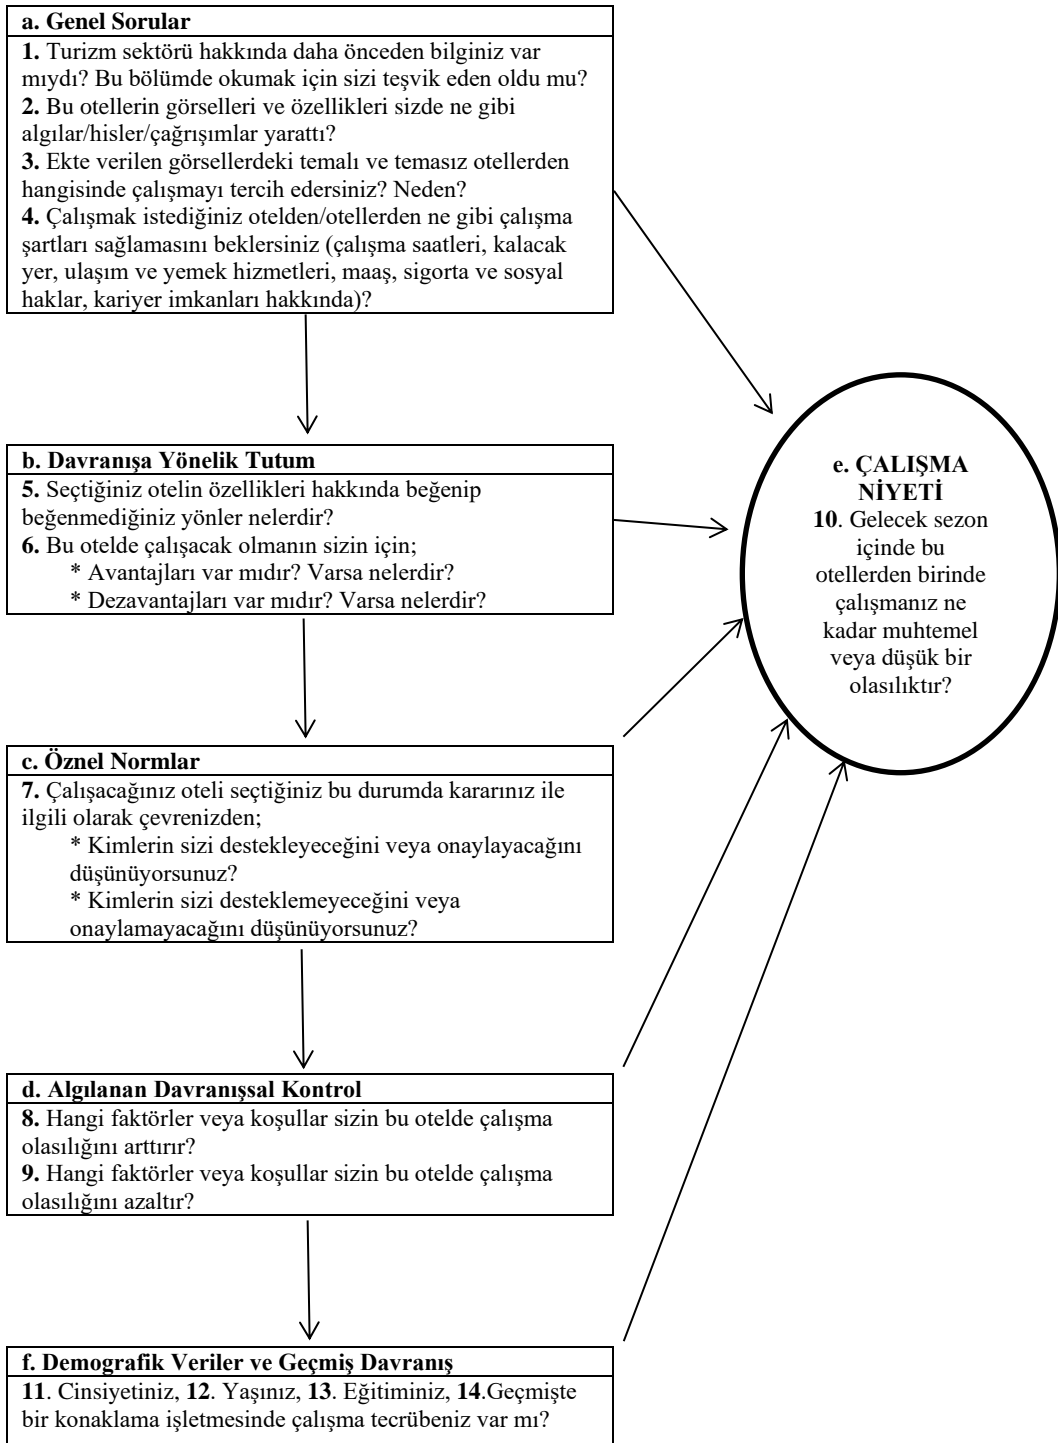 a. Genel Sorular
1. Turizm sektörü hakkında daha önceden bilginiz var
mıydı? Bu bölümde okumak için sizi teşvik eden oldu mu?
2. Bu otellerin görselleri ve özellikleri sizde ne gibi
algılar/hisler/çağrışımlar yarattı?
3. Ekte verilen görsellerdeki temalı ve temasız otellerden
hangisinde çalışmayı tercih edersiniz? Neden?
4. Çalışmak istediğiniz otelden/otellerden ne gibi çalışma
şartları sağlamasını beklersiniz (çalışma saatleri, kalacak
yer, ulaşım ve yemek hizmetleri, maaş, sigorta ve sosyal
haklar, kariyer imkanları hakkında)?
b. Davranışa Yönelik Tutum
5. Seçtiğiniz otelin özellikleri hakkında beğenip
beğenmediğiniz yönler nelerdir?
6. Bu otelde çalışacak olmanın sizin için;
* Avantajları var mıdır? Varsa nelerdir?
* Dezavantajları var mıdır? Varsa nelerdir?
c. Öznel Normlar
7. Çalışacağınız oteli seçtiğiniz bu durumda kararınız ile
ilgili olarak çevrenizden;
* Kimlerin sizi destekleyeceğini veya onaylayacağını
düşünüyorsunuz?
* Kimlerin sizi desteklemeyeceğini veya
onaylamayacağını düşünüyorsunuz?
d. Algılanan Davranışsal Kontrol
8. Hangi faktörler veya koşullar sizin bu otelde çalışma
olasılığını arttırır?
9. Hangi faktörler veya koşullar sizin bu otelde çalışma
olasılığını azaltır?
e. ÇALIŞMA
NİYETİ
10. Gelecek sezon
içinde bu
otellerden birinde
çalışmanız ne
kadar muhtemel
veya düşük bir
olasılıktır?
f. Demografik Veriler ve Geçmiş Davranış
11. Cinsiyetiniz, 12. Yaşınız, 13. Eğitiminiz, 14.Geçmişte
bir konaklama işletmesinde çalışma tecrübeniz var mı?